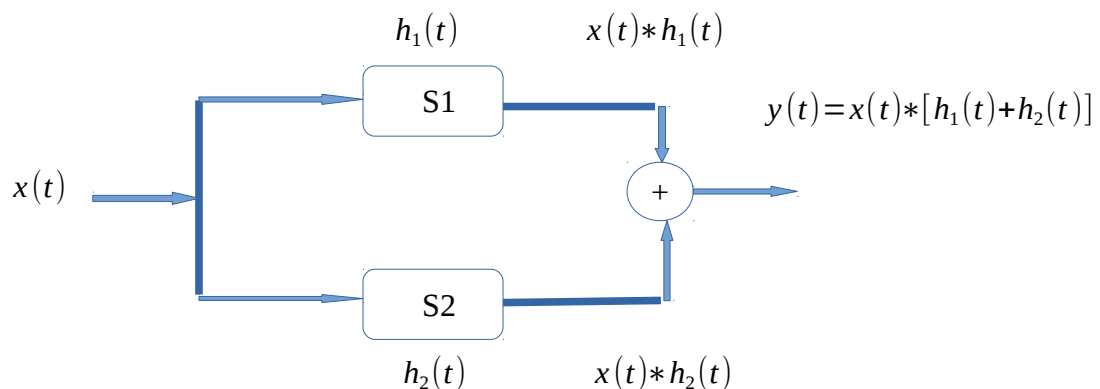 h₁(t)
x(t)∗h₁(t)
S1
y(t)=x(t)∗[h₁(t)+h₂(t)]
x(t)
+
S2
h₂(t)
x(t)∗h₂(t)